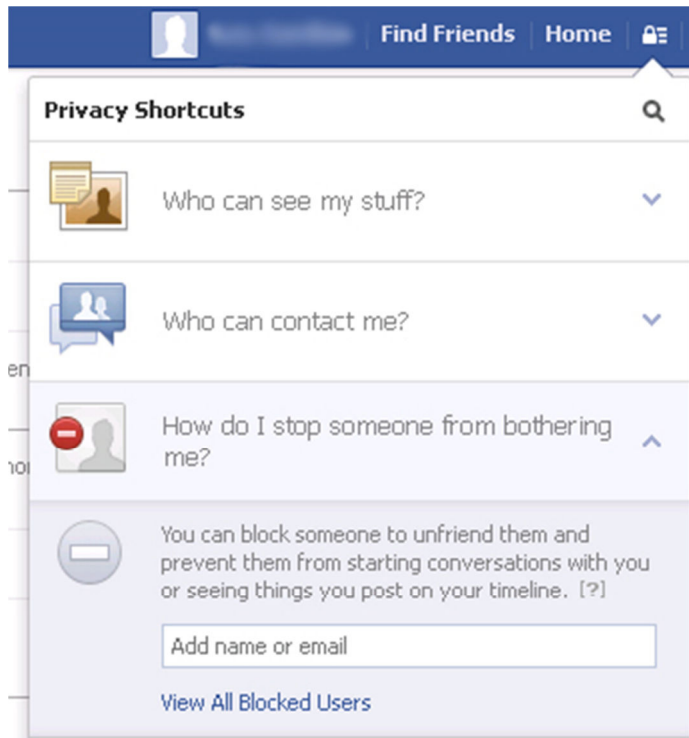 Find Friends Home
Privacy Shortcuts
Who can see my stuff?
Who can contact me?
en
How do I stop someone from bothering
me?
You can block someone to unfriend them and
prevent them from starting conversations with you
or seeing things you post on your timeline. [?]
Add name or email
View All Blocked Users